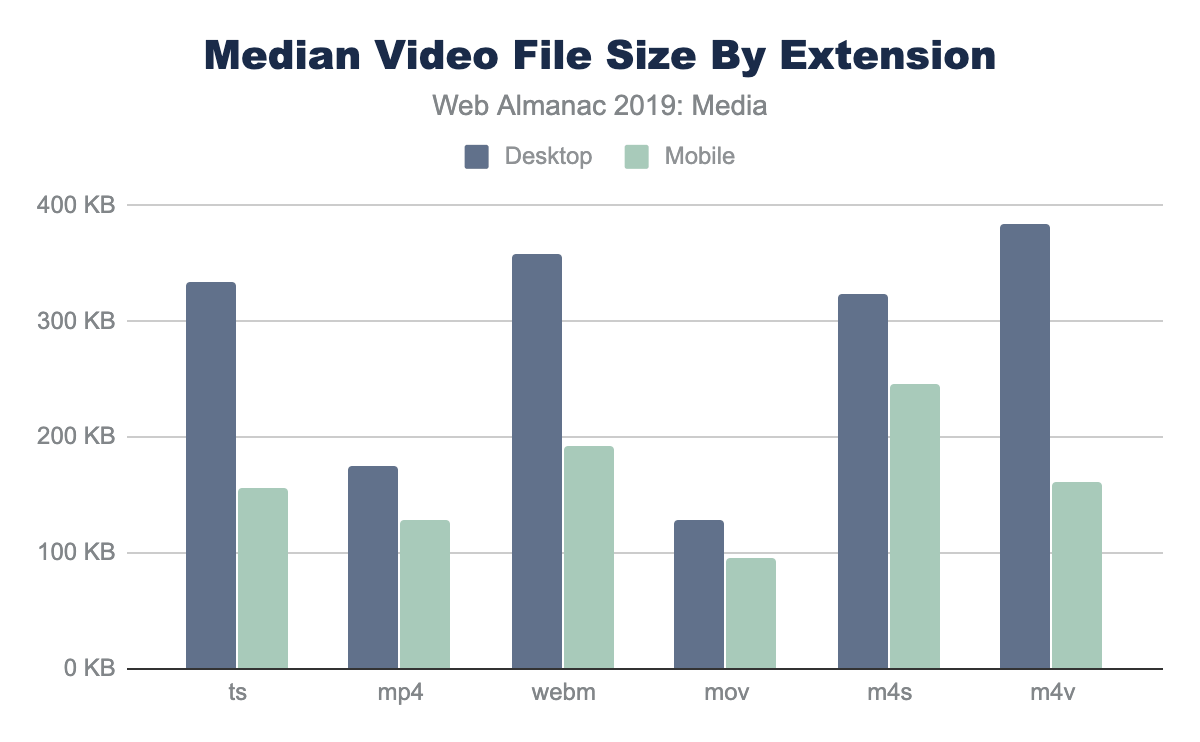 Median Video File Size By Extension
Web Almanac 2019: Media
Desktop Mobile
400 KB
300 KB
200 KB
100 KB
0 KB
ts mp4 webm mov m4s m4v